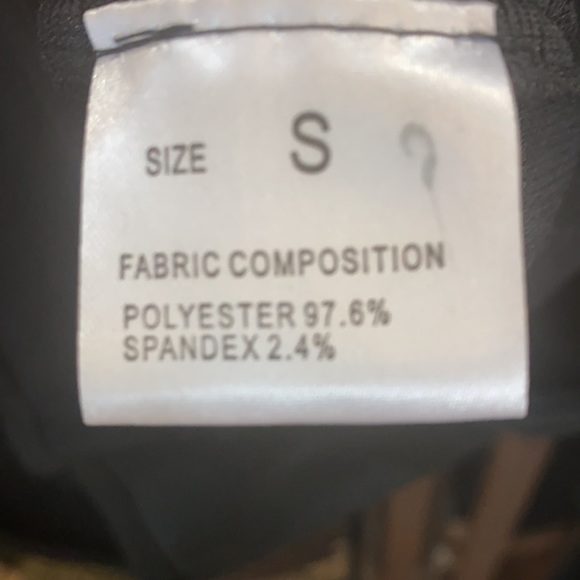 SIZE S
FABRIC COMPOSITION
POLYESTER 97.6%
SPANDEX 2.4%